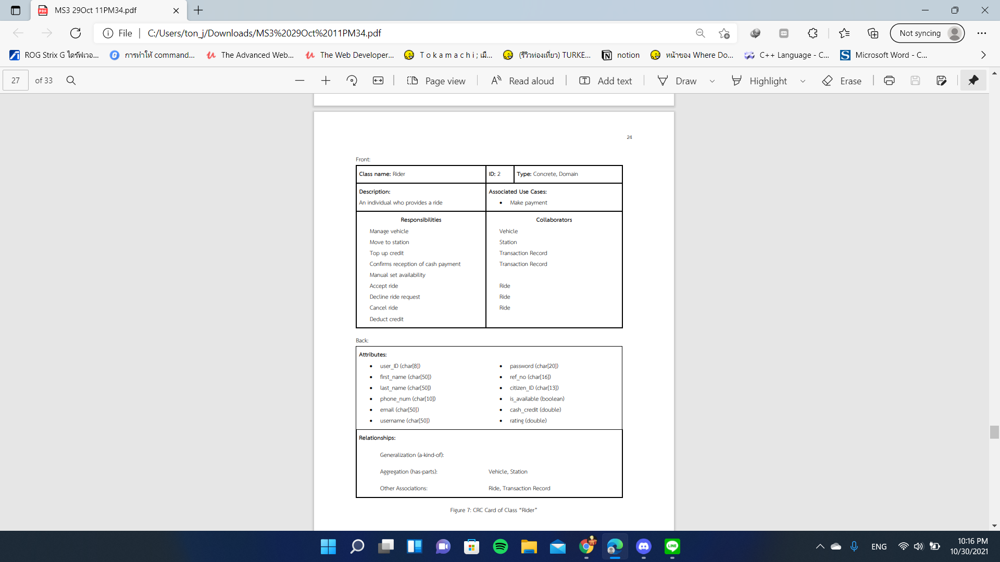 MS3 29Oct 11PM34.pdf
File C:/Users/ton_j/Downloads/MS3%2029Oct%2011PM34.pdf Not syncing
ROG Strix G ไดร์ฟเวอ... การทำให้ command... The Advanced Web... The Web Developer... T o k a m a c h i ; เมื... (รีวิวท่องเที่ยว) TURKE... notion หน้าของ Where Do... C++ Language - C... Microsoft Word - C...
27 of 33 Page view Read aloud Add text Draw Highlight Erase
24
Front:
Class name: Rider ID: 2 Type: Concrete, Domain
Description: Associated Use Cases:
An individual who provides a ride • Make payment
Responsibilities Collaborators
Manage vehicle Vehicle
Move to station Station
Top up credit Transaction Record
Confirms reception of cash payment Transaction Record
Manual set availability
Accept ride Ride
Decline ride request Ride
Cancel ride Ride
Deduct credit
Back:
Attributes:
• user_ID (char[8]) • password (char[20])
• first_name (char[50]) • ref_no (char[16])
• last_name (char[50]) • citizen_ID (char[13])
• phone_num (char[10]) • is_available (boolean)
• email (char[50]) • cash_credit (double)
• username (char[50]) • rating (double)
Relationships:
Generalization (a-kind-of):
Aggregation (has-parts): Vehicle, Station
Other Associations: Ride, Transaction Record
Figure 7: CRC Card of Class “Rider”
LINE
ENG 10:16 PM
10/30/2021